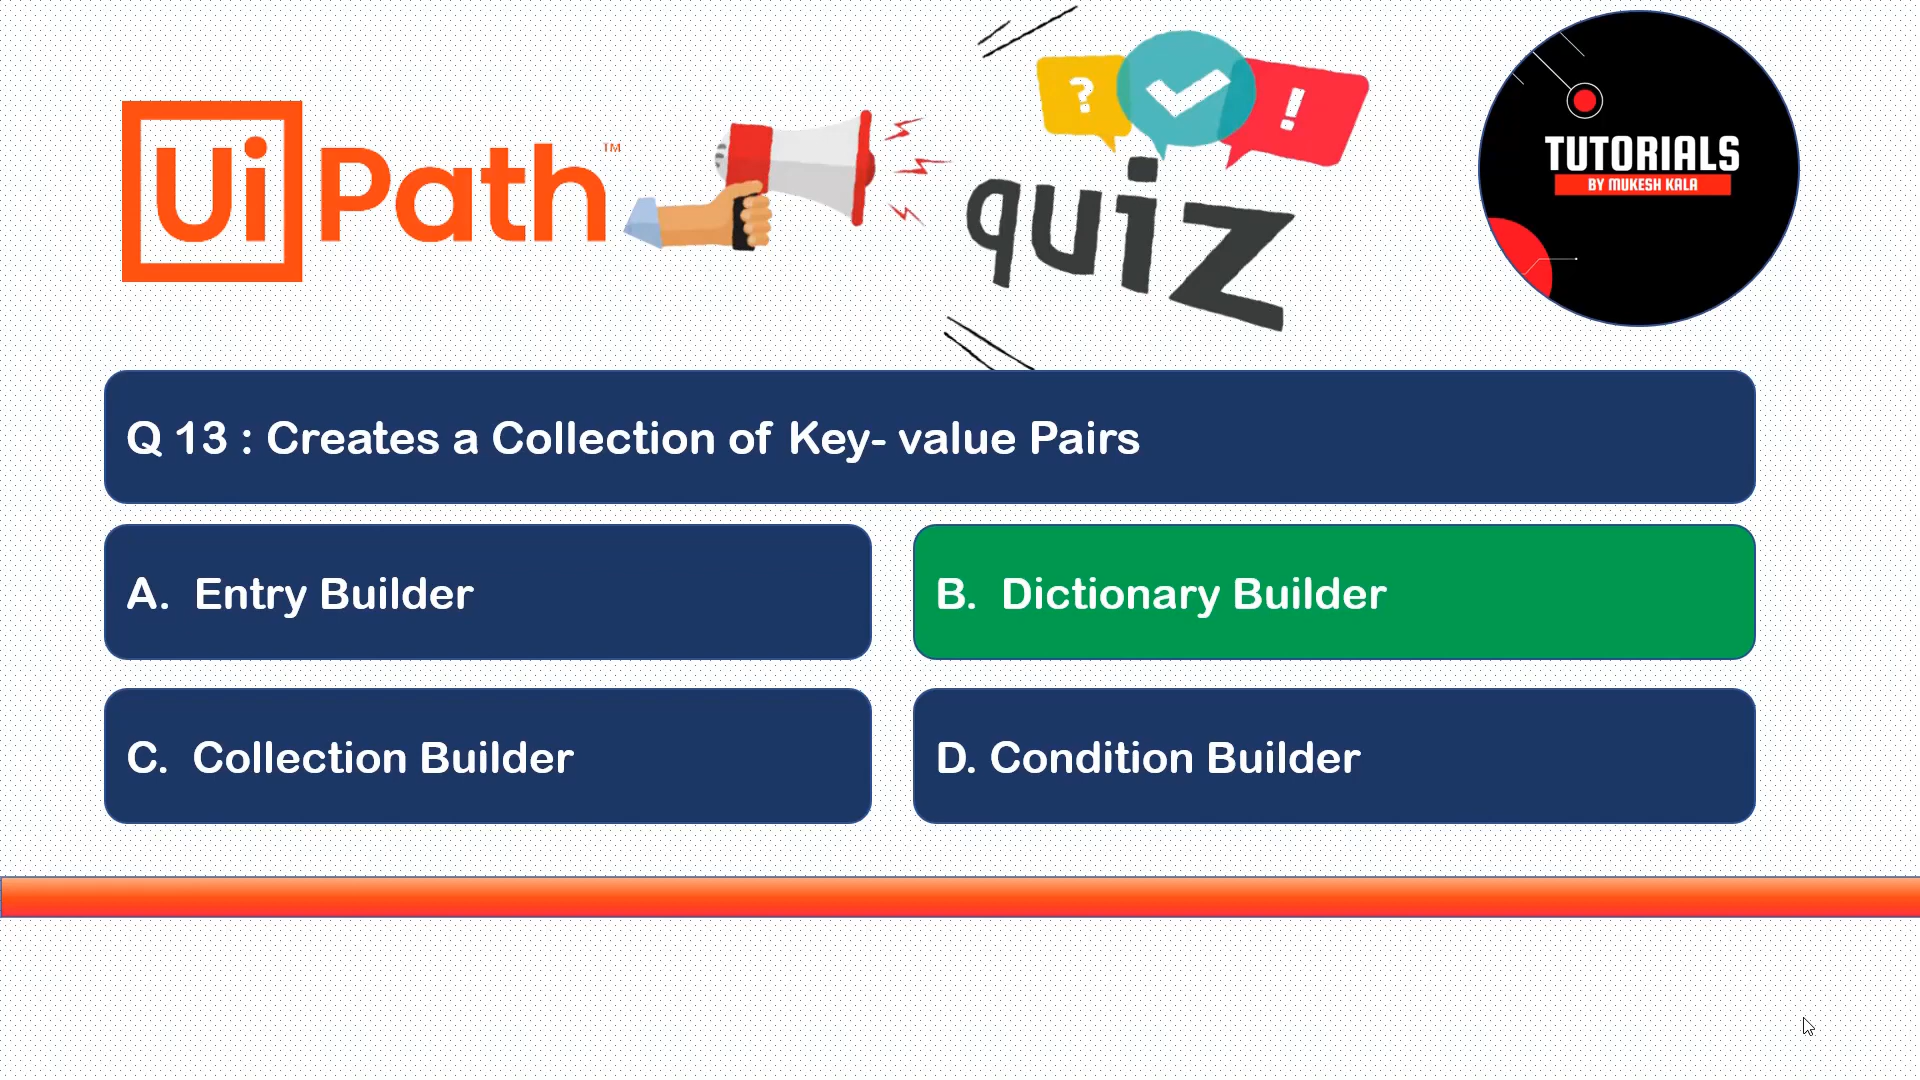 UiPath™
quiz
?
!
TUTORIALS
BY MUKESH KALA
Q 13 : Creates a Collection of Key- value Pairs
A. Entry Builder
B. Dictionary Builder
C. Collection Builder
D. Condition Builder